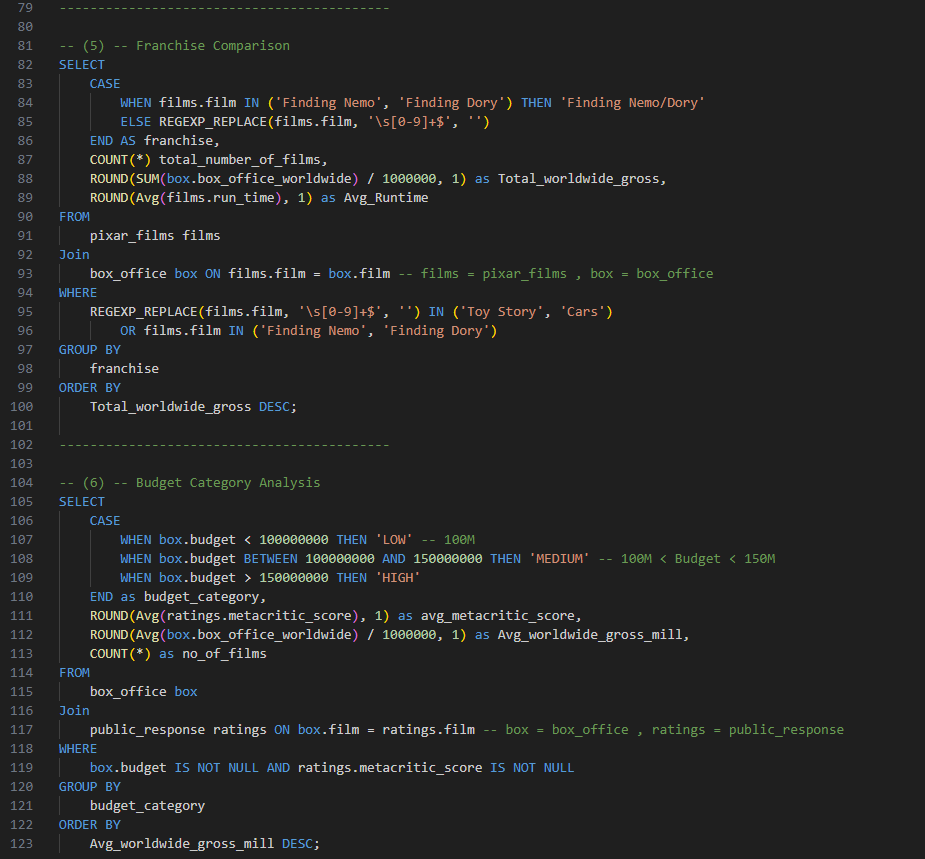 79 -------------------------------------------
80
81 -- (5) -- Franchise Comparison
82 SELECT
83     CASE
84         WHEN films.film IN ('Finding Nemo', 'Finding Dory') THEN 'Finding Nemo/Dory'
85         ELSE REGEXP_REPLACE(films.film, '\s[0-9]+$', '')
86     END AS franchise,
87     COUNT(*) total_number_of_films,
88     ROUND(SUM(box.box_office_worldwide) / 1000000, 1) as Total_worldwide_gross,
89     ROUND(Avg(films.run_time), 1) as Avg_Runtime
90 FROM
91     pixar_films films
92 Join
93     box_office box ON films.film = box.film -- films = pixar_films , box = box_office
94 WHERE
95     REGEXP_REPLACE(films.film, '\s[0-9]+$', '') IN ('Toy Story', 'Cars')
96         OR films.film IN ('Finding Nemo', 'Finding Dory')
97 GROUP BY
98     franchise
99 ORDER BY
100     Total_worldwide_gross DESC;
101
102 -------------------------------------------
103
104 -- (6) -- Budget Category Analysis
105 SELECT
106     CASE
107         WHEN box.budget < 100000000 THEN 'LOW' -- 100M
108         WHEN box.budget BETWEEN 100000000 AND 150000000 THEN 'MEDIUM' -- 100M < Budget < 150M
109         WHEN box.budget > 150000000 THEN 'HIGH'
110     END as budget_category,
111     ROUND(Avg(ratings.metacritic_score), 1) as avg_metacritic_score,
112     ROUND(Avg(box.box_office_worldwide) / 1000000, 1) as Avg_worldwide_gross_mill,
113     COUNT(*) as no_of_films
114 FROM
115     box_office box
116 Join
117     public_response ratings ON box.film = ratings.film -- box = box_office , ratings = public_response
118 WHERE
119     box.budget IS NOT NULL AND ratings.metacritic_score IS NOT NULL
120 GROUP BY
121     budget_category
122 ORDER BY
123     Avg_worldwide_gross_mill DESC;